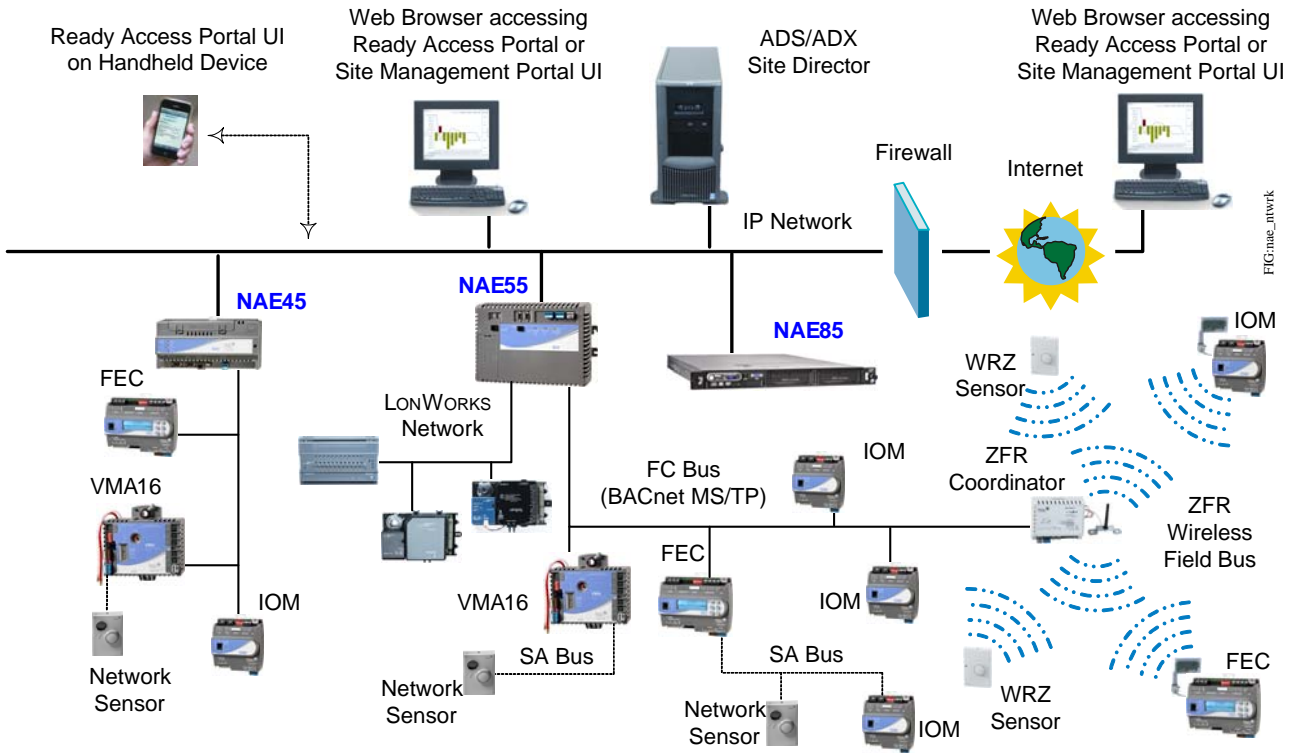 Ready Access Portal UI
on Handheld Device
Web Browser accessing
Ready Access Portal or
Site Management Portal UI
ADS/ADX
Site Director
Web Browser accessing
Ready Access Portal or
Site Management Portal UI
Firewall
Internet
IP Network
FIG:nae_ntwrk
NAE45
NAE55
NAE85
FEC
LONWORKS
Network
WRZ
Sensor
IOM
VMA16
FC Bus
(BACnet MS/TP)
IOM
ZFR
Coordinator
ZFR
Wireless
Field Bus
FEC
VMA16
IOM
IOM
SA Bus
SA Bus
FEC
Network
Sensor
Network
Sensor
Network
Sensor
IOM
WRZ
Sensor